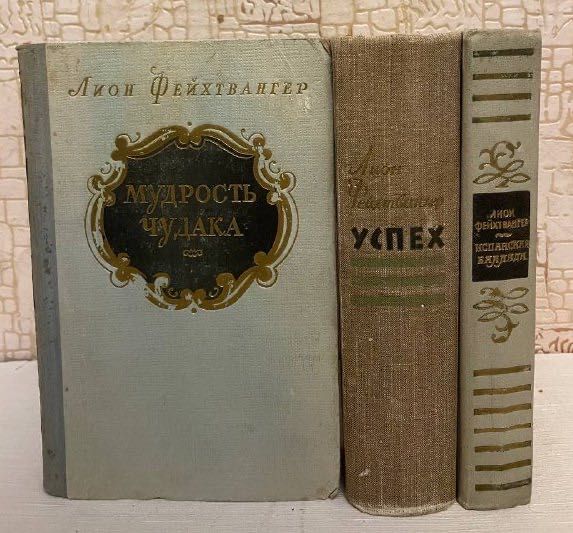 Лион Фейхтвангер
МУДРОСТЬ
ЧУДАКА
Лион
Фейхтвангер
УСПЕХ
ЛИОН
ФЕЙХТВАНГЕР
ИСПАНСКАЯ
БАЛЛАДА